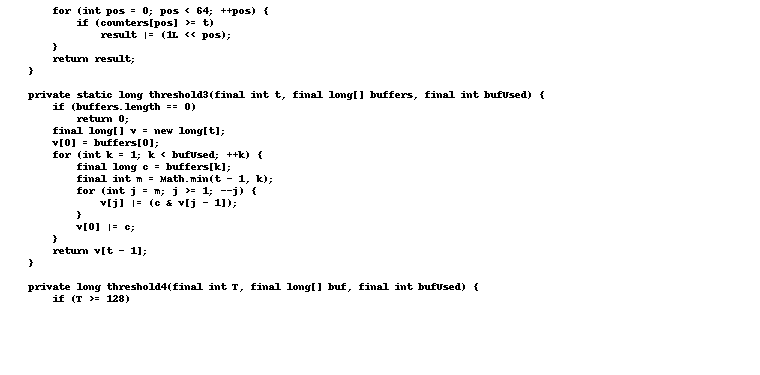 for (int pos = 0; pos < 64; ++pos) {
if (counters[pos] >= t)
result |= (1L << pos);
}
return result;
}
private static long threshold3(final int t, final long[] buffers, final int bufUsed) {
if (buffers.length == 0)
return 0;
final long[] v = new long[t];
v[0] = buffers[0];
for (int k = 1; k < bufUsed; ++k) {
final long c = buffers[k];
final int m = Math.min(t - 1, k);
for (int j = m; j >= 1; --j) {
v[j] |= (c & v[j - 1]);
}
v[0] |= c;
}
return v[t - 1];
}
private long threshold4(final int T, final long[] buf, final int bufUsed) {
if (T >= 128)